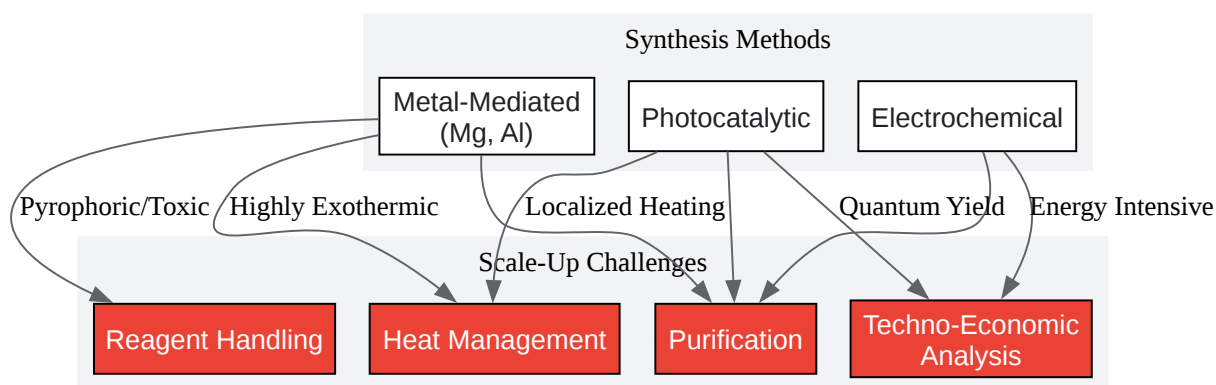 Synthesis Methods
Metal-Mediated
(Mg, Al)
Photocatalytic
Electrochemical
Pyrophoric/Toxic
Highly Exothermic
Localized Heating
Quantum Yield
Energy Intensive
Scale-Up Challenges
Reagent Handling
Heat Management
Purification
Techno-Economic
Analysis